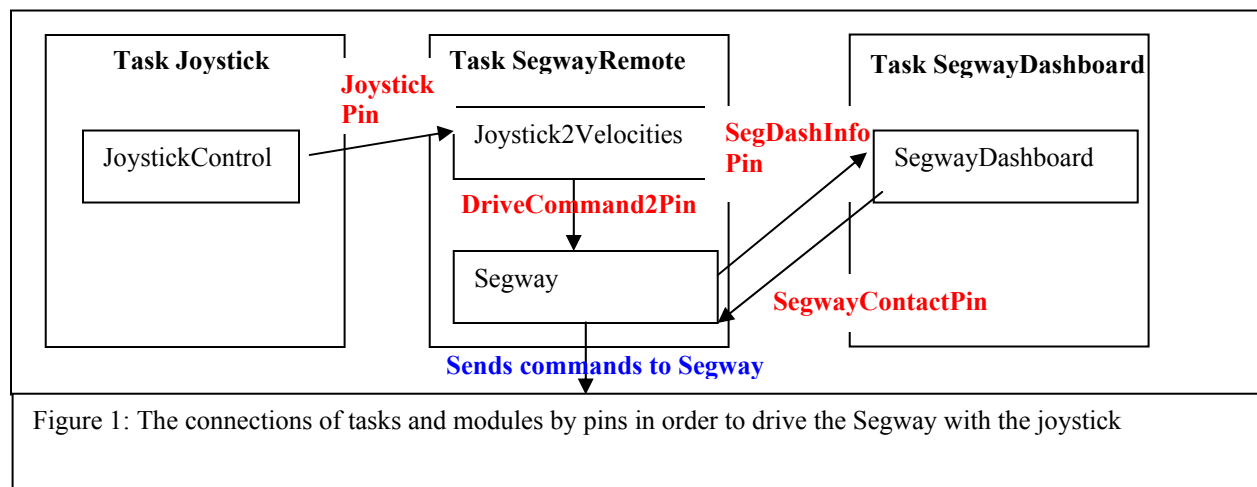 Task Joystick
JoystickControl
Joystick
Pin
Task SegwayRemote
Joystick2Velocities
DriveCommand2Pin
Segway
Sends commands to Segway
SegDashInfo
Pin
SegwayContactPin
Task SegwayDashboard
SegwayDashboard
Figure 1: The connections of tasks and modules by pins in order to drive the Segway with the joystick